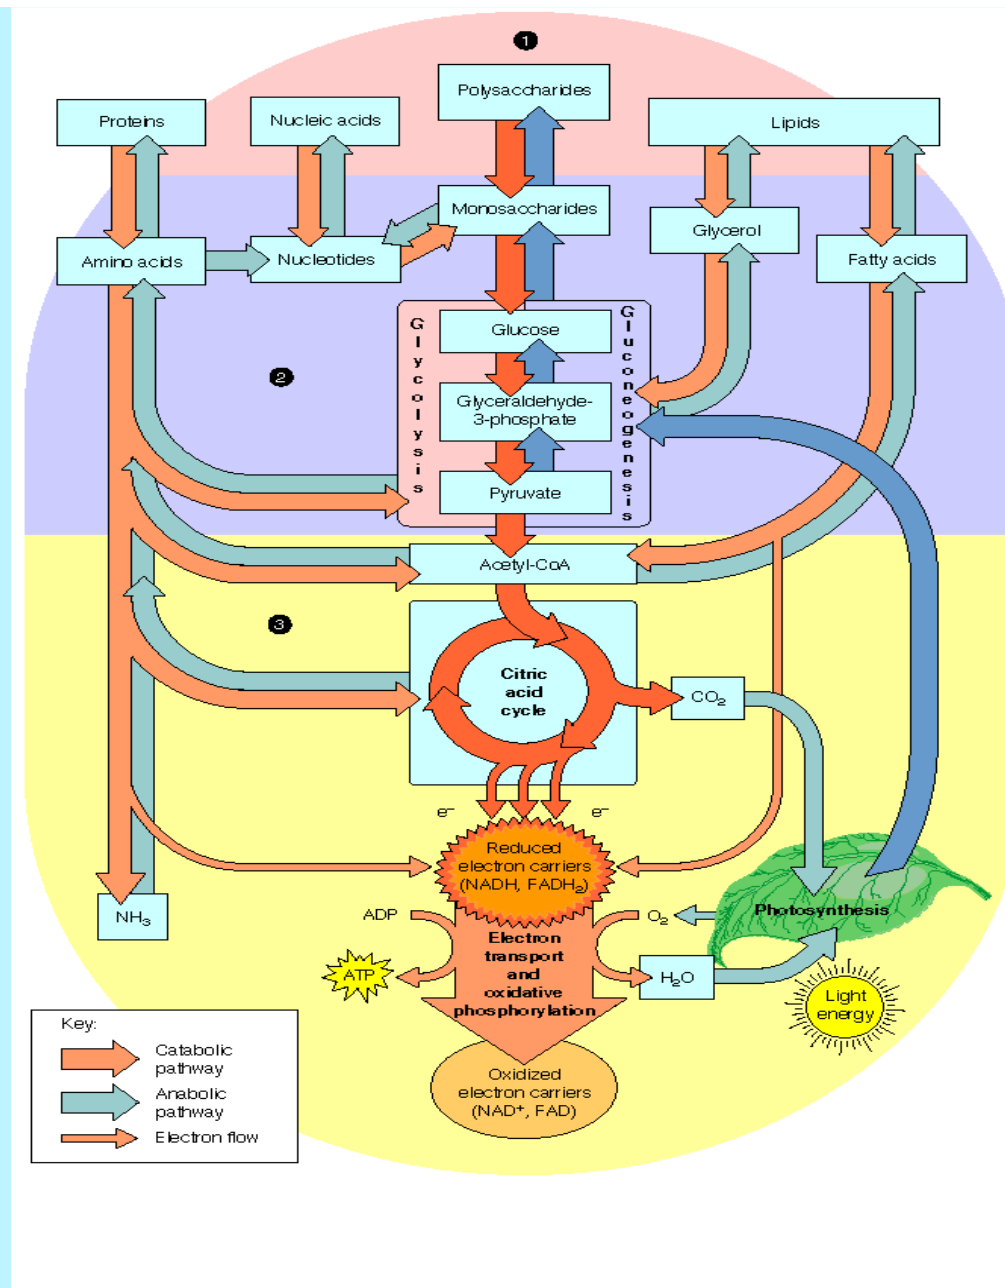 1
Polysaccharides
Proteins
Nucleic acids
Lipids
Monosaccharides
Glycerol
Amino acids
Nucleotides
Fatty acids
Glycolysis
Glucose
Gluconeogenesis
2
Glyceraldehyde-
3-phosphate
Pyruvate
Acetyl-CoA
3
Citric
acid
cycle
CO₂
e⁻
e⁻
Reduced
electron carriers
(NADH, FADH₂)
NH₃
ADP
O₂
Photosynthesis
Electron
transport
and
oxidative
phosphorylation
ATP
H₂O
Light
energy
Key:
Catabolic
pathway
Anabolic
pathway
Electron flow
Oxidized
electron carriers
(NAD⁺, FAD)